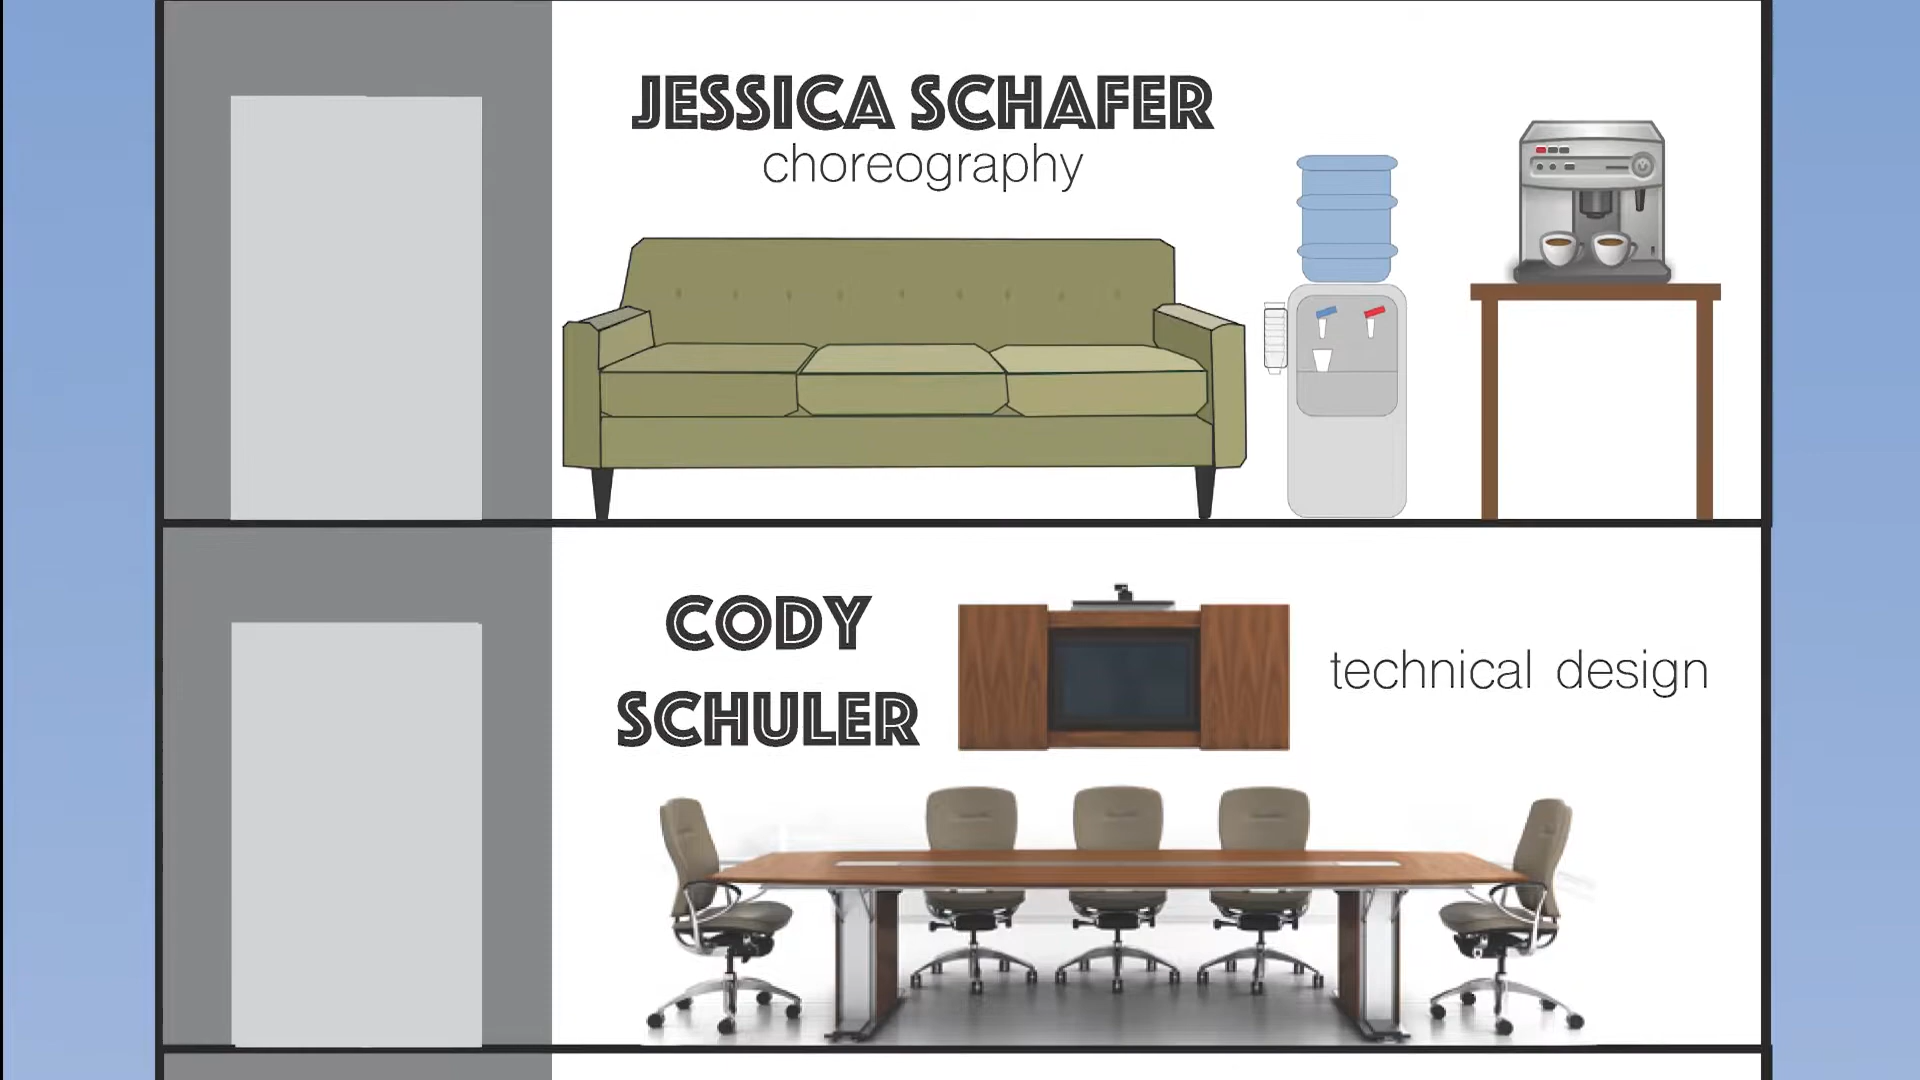 JESSICA SCHAFER
choreography
CODY
SCHULER
technical design